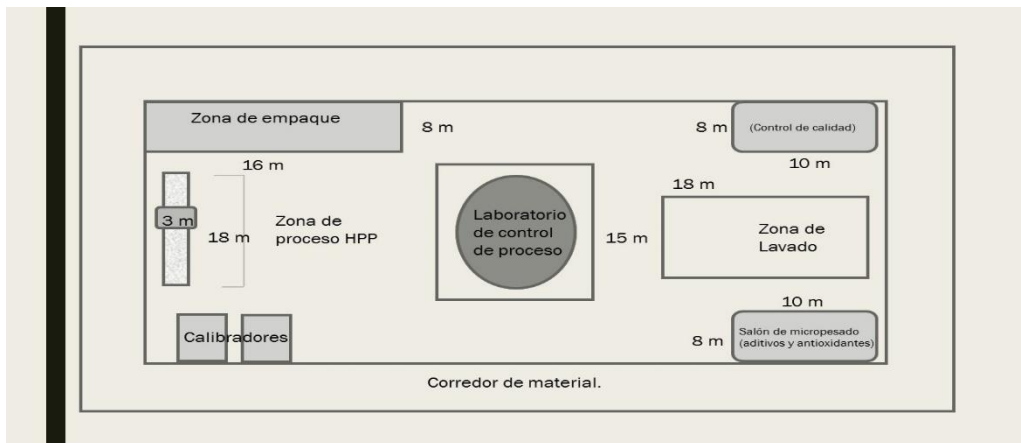 Zona de empaque
8 m
8 m
(Control de calidad)
16 m
10 m
18 m
3 m
18 m
Zona de
proceso HPP
Laboratorio
de control
de proceso
15 m
Zona de
Lavado
10 m
Calibradores
8 m
Salón de micropesado
(aditivos y antioxidantes)
Corredor de material.